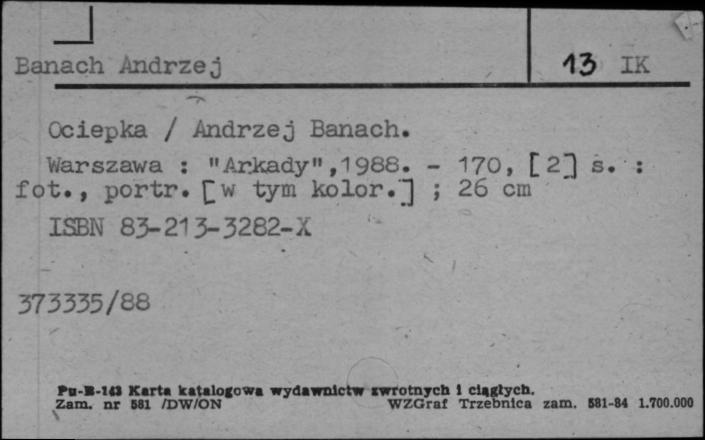 Banach Andrzej
13 IK
Ociepka / Andrzej Banach.
Warszawa : "Arkady",1988. - 170, [2] s. :
fot., portr. [w tym kolor.] ; 26 cm
ISBN 83-213-3282-X
373335/88
Pu-B-143 Karta katalogowa wydawnictw zwrotnych i ciągłych.
Zam. nr 581 /DW/ON
WZGraf Trzebnica zam. 581-84 1.700.000